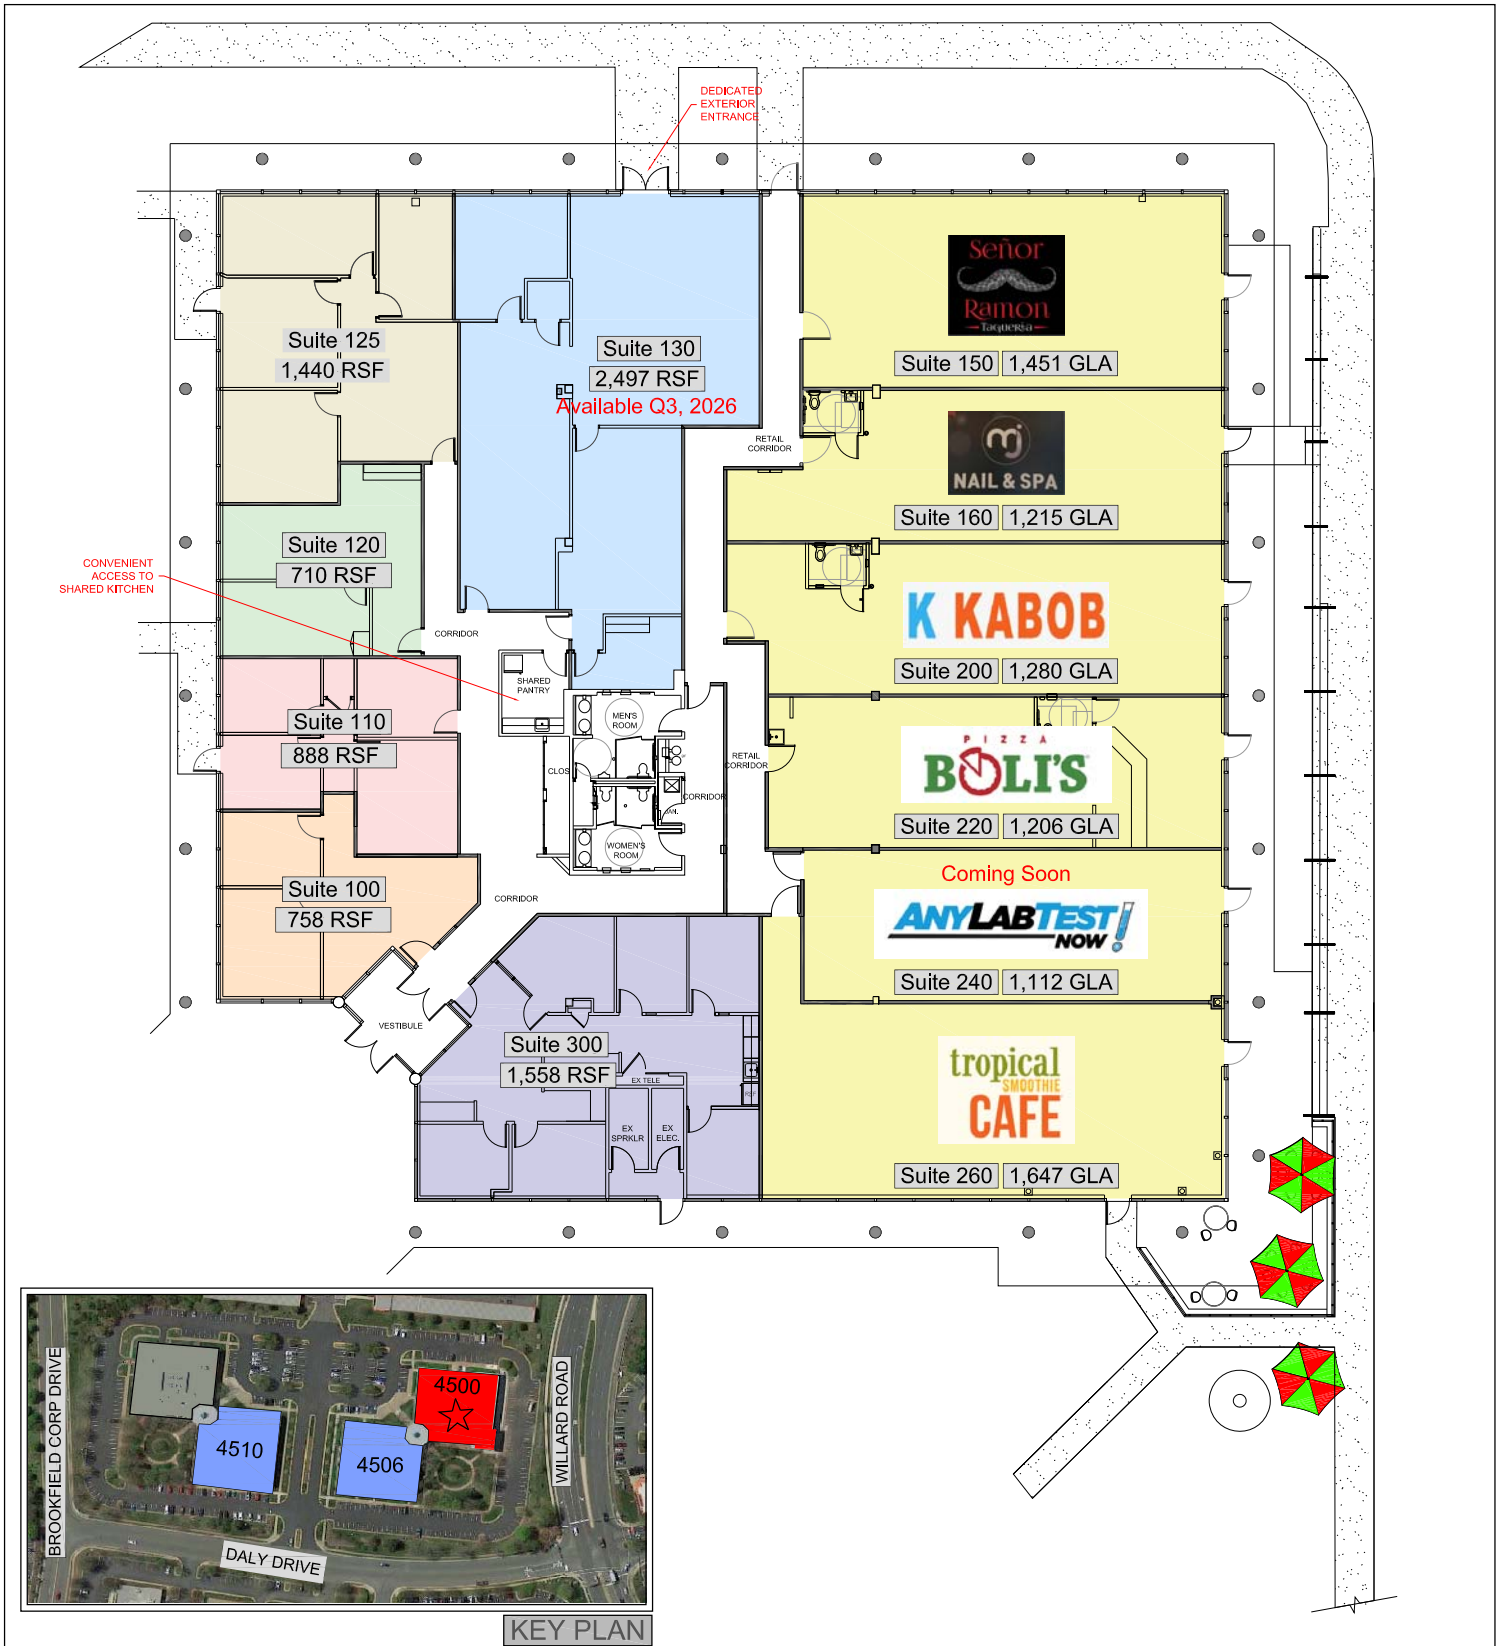 DEDICATED
EXTERIOR
ENTRANCE
Señor
Ramon
Taqueria
Suite 150 1,451 GLA
Suite 125
1,440 RSF
Suite 130
2,497 RSF
Available Q3, 2026
RETAIL
CORRIDOR
mj
NAIL & SPA
Suite 160 1,215 GLA
CONVENIENT
ACCESS TO
SHARED KITCHEN
Suite 120
710 RSF
CORRIDOR
K KABOB
Suite 200 1,280 GLA
SHARED
PANTRY
Suite 110
888 RSF
MEN'S
ROOM
CLOS
RETAIL
CORRIDOR
CORRIDOR
JAN.
WOMEN'S
ROOM
PIZZA
BOLI'S
Suite 220 1,206 GLA
Suite 100
758 RSF
CORRIDOR
Coming Soon
ANYLABTEST
NOW
Suite 240 1,112 GLA
VESTIBULE
Suite 300
1,558 RSF
EX TELE
REF
EX
SPRKLR
EX
ELEC.
tropical
SMOOTHIE
CAFE
Suite 260 1,647 GLA
BROOKFIELD CORP DRIVE
4510
4506
4500
WILLARD ROAD
DALY DRIVE
KEY PLAN